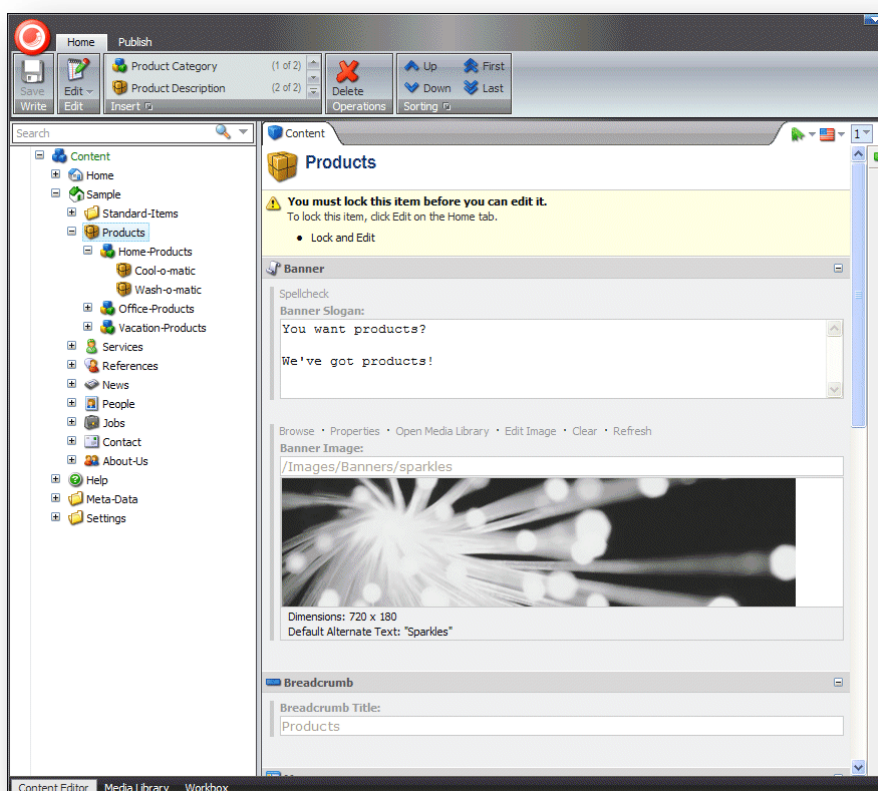 Home Publish
Save
Write
Edit
Edit
Product Category (1 of 2)
Product Description (2 of 2)
Insert
Delete
Operations
Up First
Down Last
Sorting
Search
Content
Home
Sample
Standard-Items
Products
Home-Products
Cool-o-matic
Wash-o-matic
Office-Products
Vacation-Products
Services
References
News
People
Jobs
Contact
About-Us
Help
Meta-Data
Settings
Content
1
Products
You must lock this item before you can edit it.
To lock this item, click Edit on the Home tab.
• Lock and Edit
Banner
Spellcheck
Banner Slogan:
You want products?
We've got products!
Browse • Properties • Open Media Library • Edit Image • Clear • Refresh
Banner Image:
/Images/Banners/sparkles
Dimensions: 720 x 180
Default Alternate Text: "Sparkles"
Breadcrumb
Breadcrumb Title:
Products
Content Editor Media Library Workbox